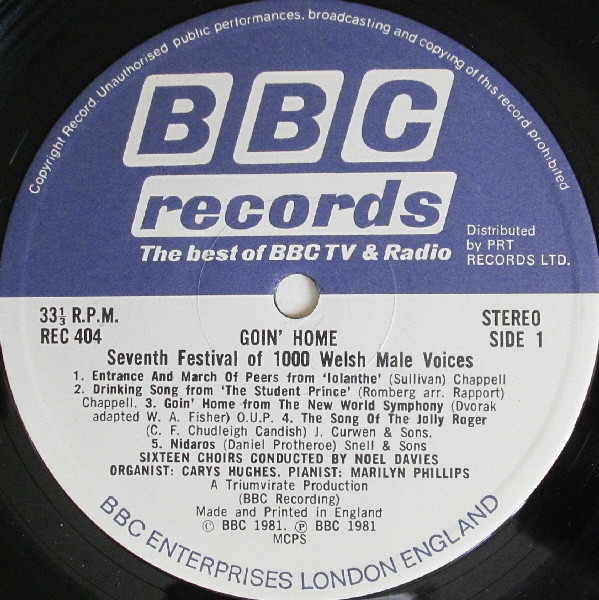 Copyright Record. Unauthorised public performances, broadcasting and copying of this record prohibited
BBC
records
The best of BBC TV & Radio
Distributed
by PRT
RECORDS LTD.
33⅓ R.P.M.
REC 404
STEREO
SIDE 1
GOIN' HOME
Seventh Festival of 1000 Welsh Male Voices
1. Entrance And March Of Peers from 'Iolanthe' (Sullivan) Chappell
2. Drinking Song from 'The Student Prince' (Romberg arr. Rapport)
Chappell. 3. Goin' Home from The New World Symphony (Dvorak
adapted W. A. Fisher) O.U.P. 4. The Song Of The Jolly Roger
(C. F. Chudleigh Candish) J. Curwen & Sons.
5. Nidaros (Daniel Protheroe) Snell & Sons
SIXTEEN CHOIRS CONDUCTED BY NOEL DAVIES
ORGANIST: CARYS HUGHES. PIANIST: MARILYN PHILLIPS
A Triumvirate Production
(BBC Recording)
Made and Printed in England
© BBC 1981. ℗ BBC 1981
MCPS
BBC ENTERPRISES LONDON ENGLAND